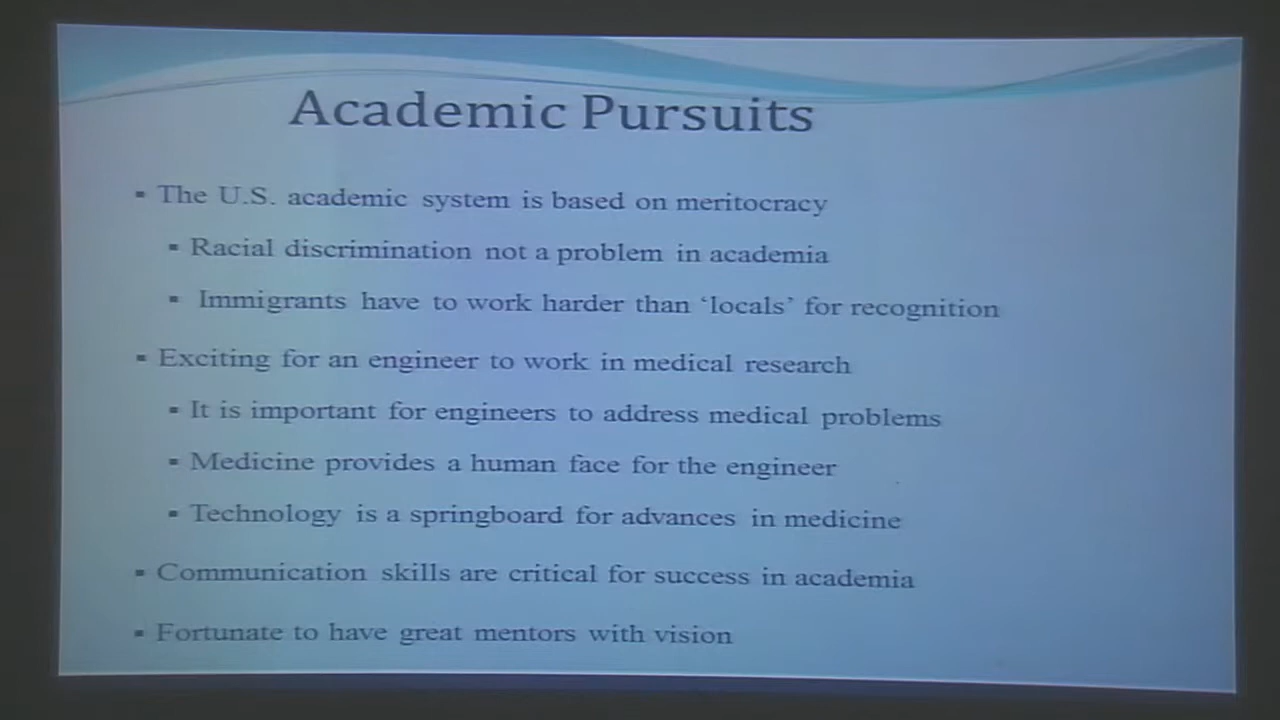 Academic Pursuits
▪ The U.S. academic system is based on meritocracy
▪ Racial discrimination not a problem in academia
▪ Immigrants have to work harder than ‘locals’ for recognition
▪ Exciting for an engineer to work in medical research
▪ It is important for engineers to address medical problems
▪ Medicine provides a human face for the engineer
▪ Technology is a springboard for advances in medicine
▪ Communication skills are critical for success in academia
▪ Fortunate to have great mentors with vision